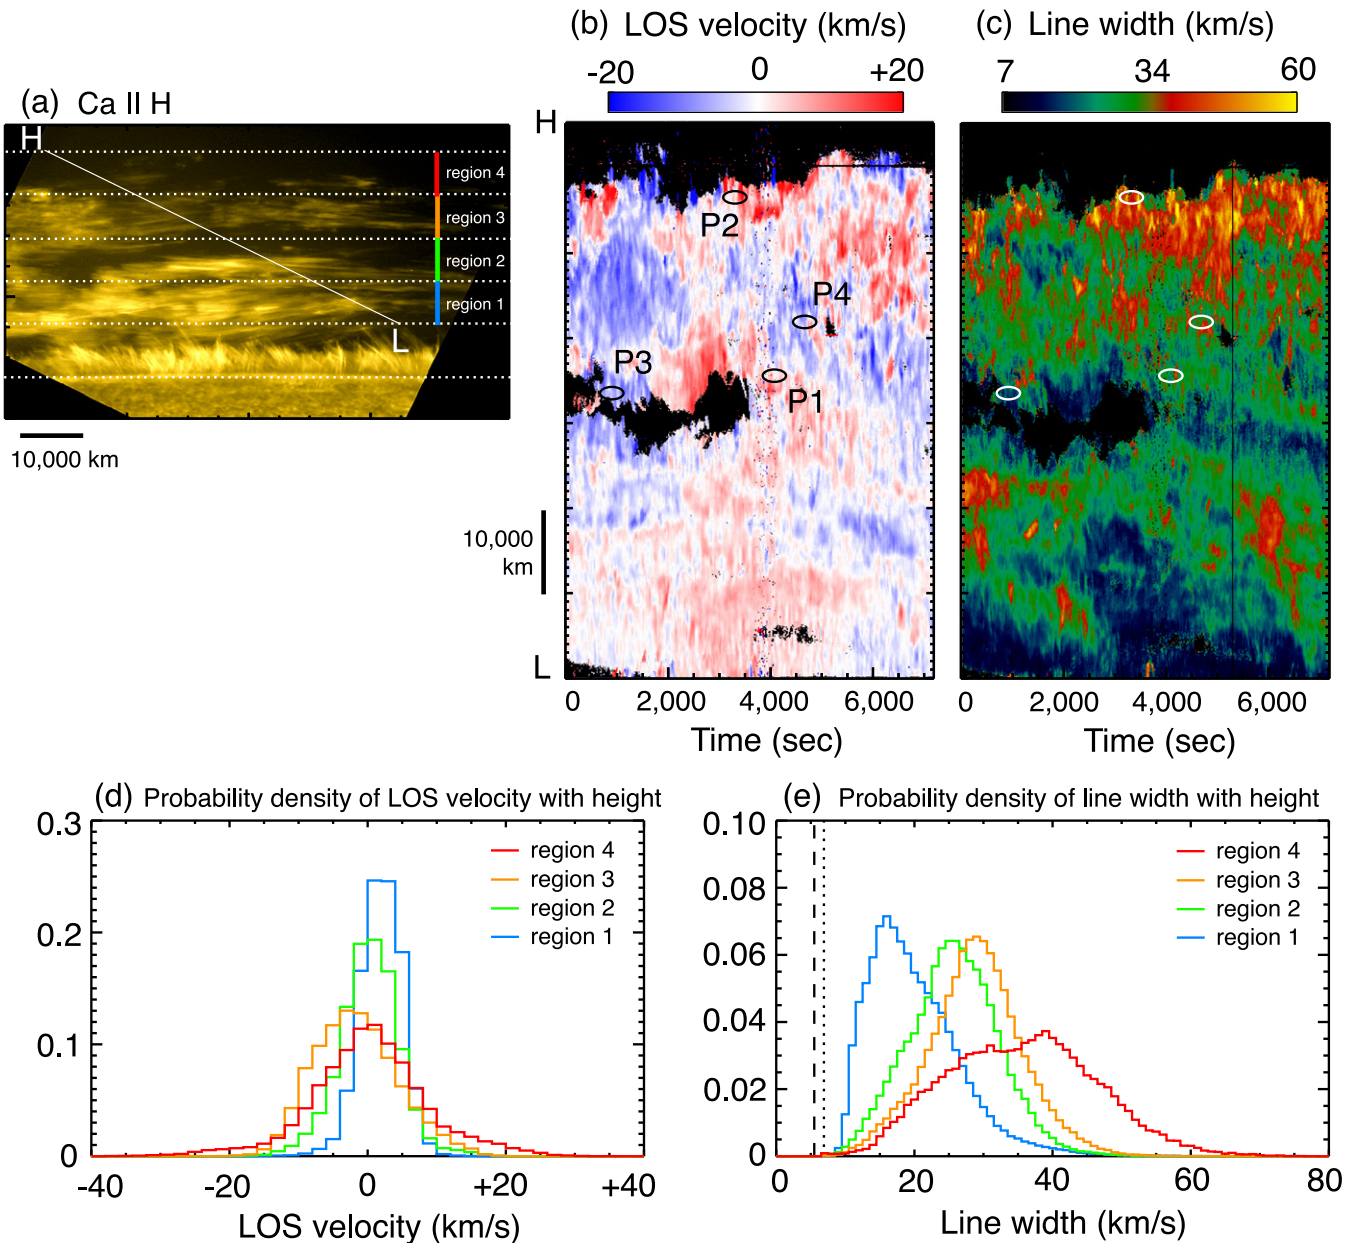 (a) Ca II H
H
region 4
region 3
region 2
region 1
L
10,000 km
(b) LOS velocity (km/s)
-20 0 +20
H
P2
P4
P3
P1
10,000
km
L
0 2,000 4,000 6,000
Time (sec)
(c) Line width (km/s)
7 34 60
0 2,000 4,000 6,000
Time (sec)
(d) Probability density of LOS velocity with height
0.3
0.2
0.1
0
region 4
region 3
region 2
region 1
-40 -20 0 +20 +40
LOS velocity (km/s)
(e) Probability density of line width with height
0.10
0.08
0.06
0.04
0.02
0.00
region 4
region 3
region 2
region 1
0 20 40 60 80
Line width (km/s)